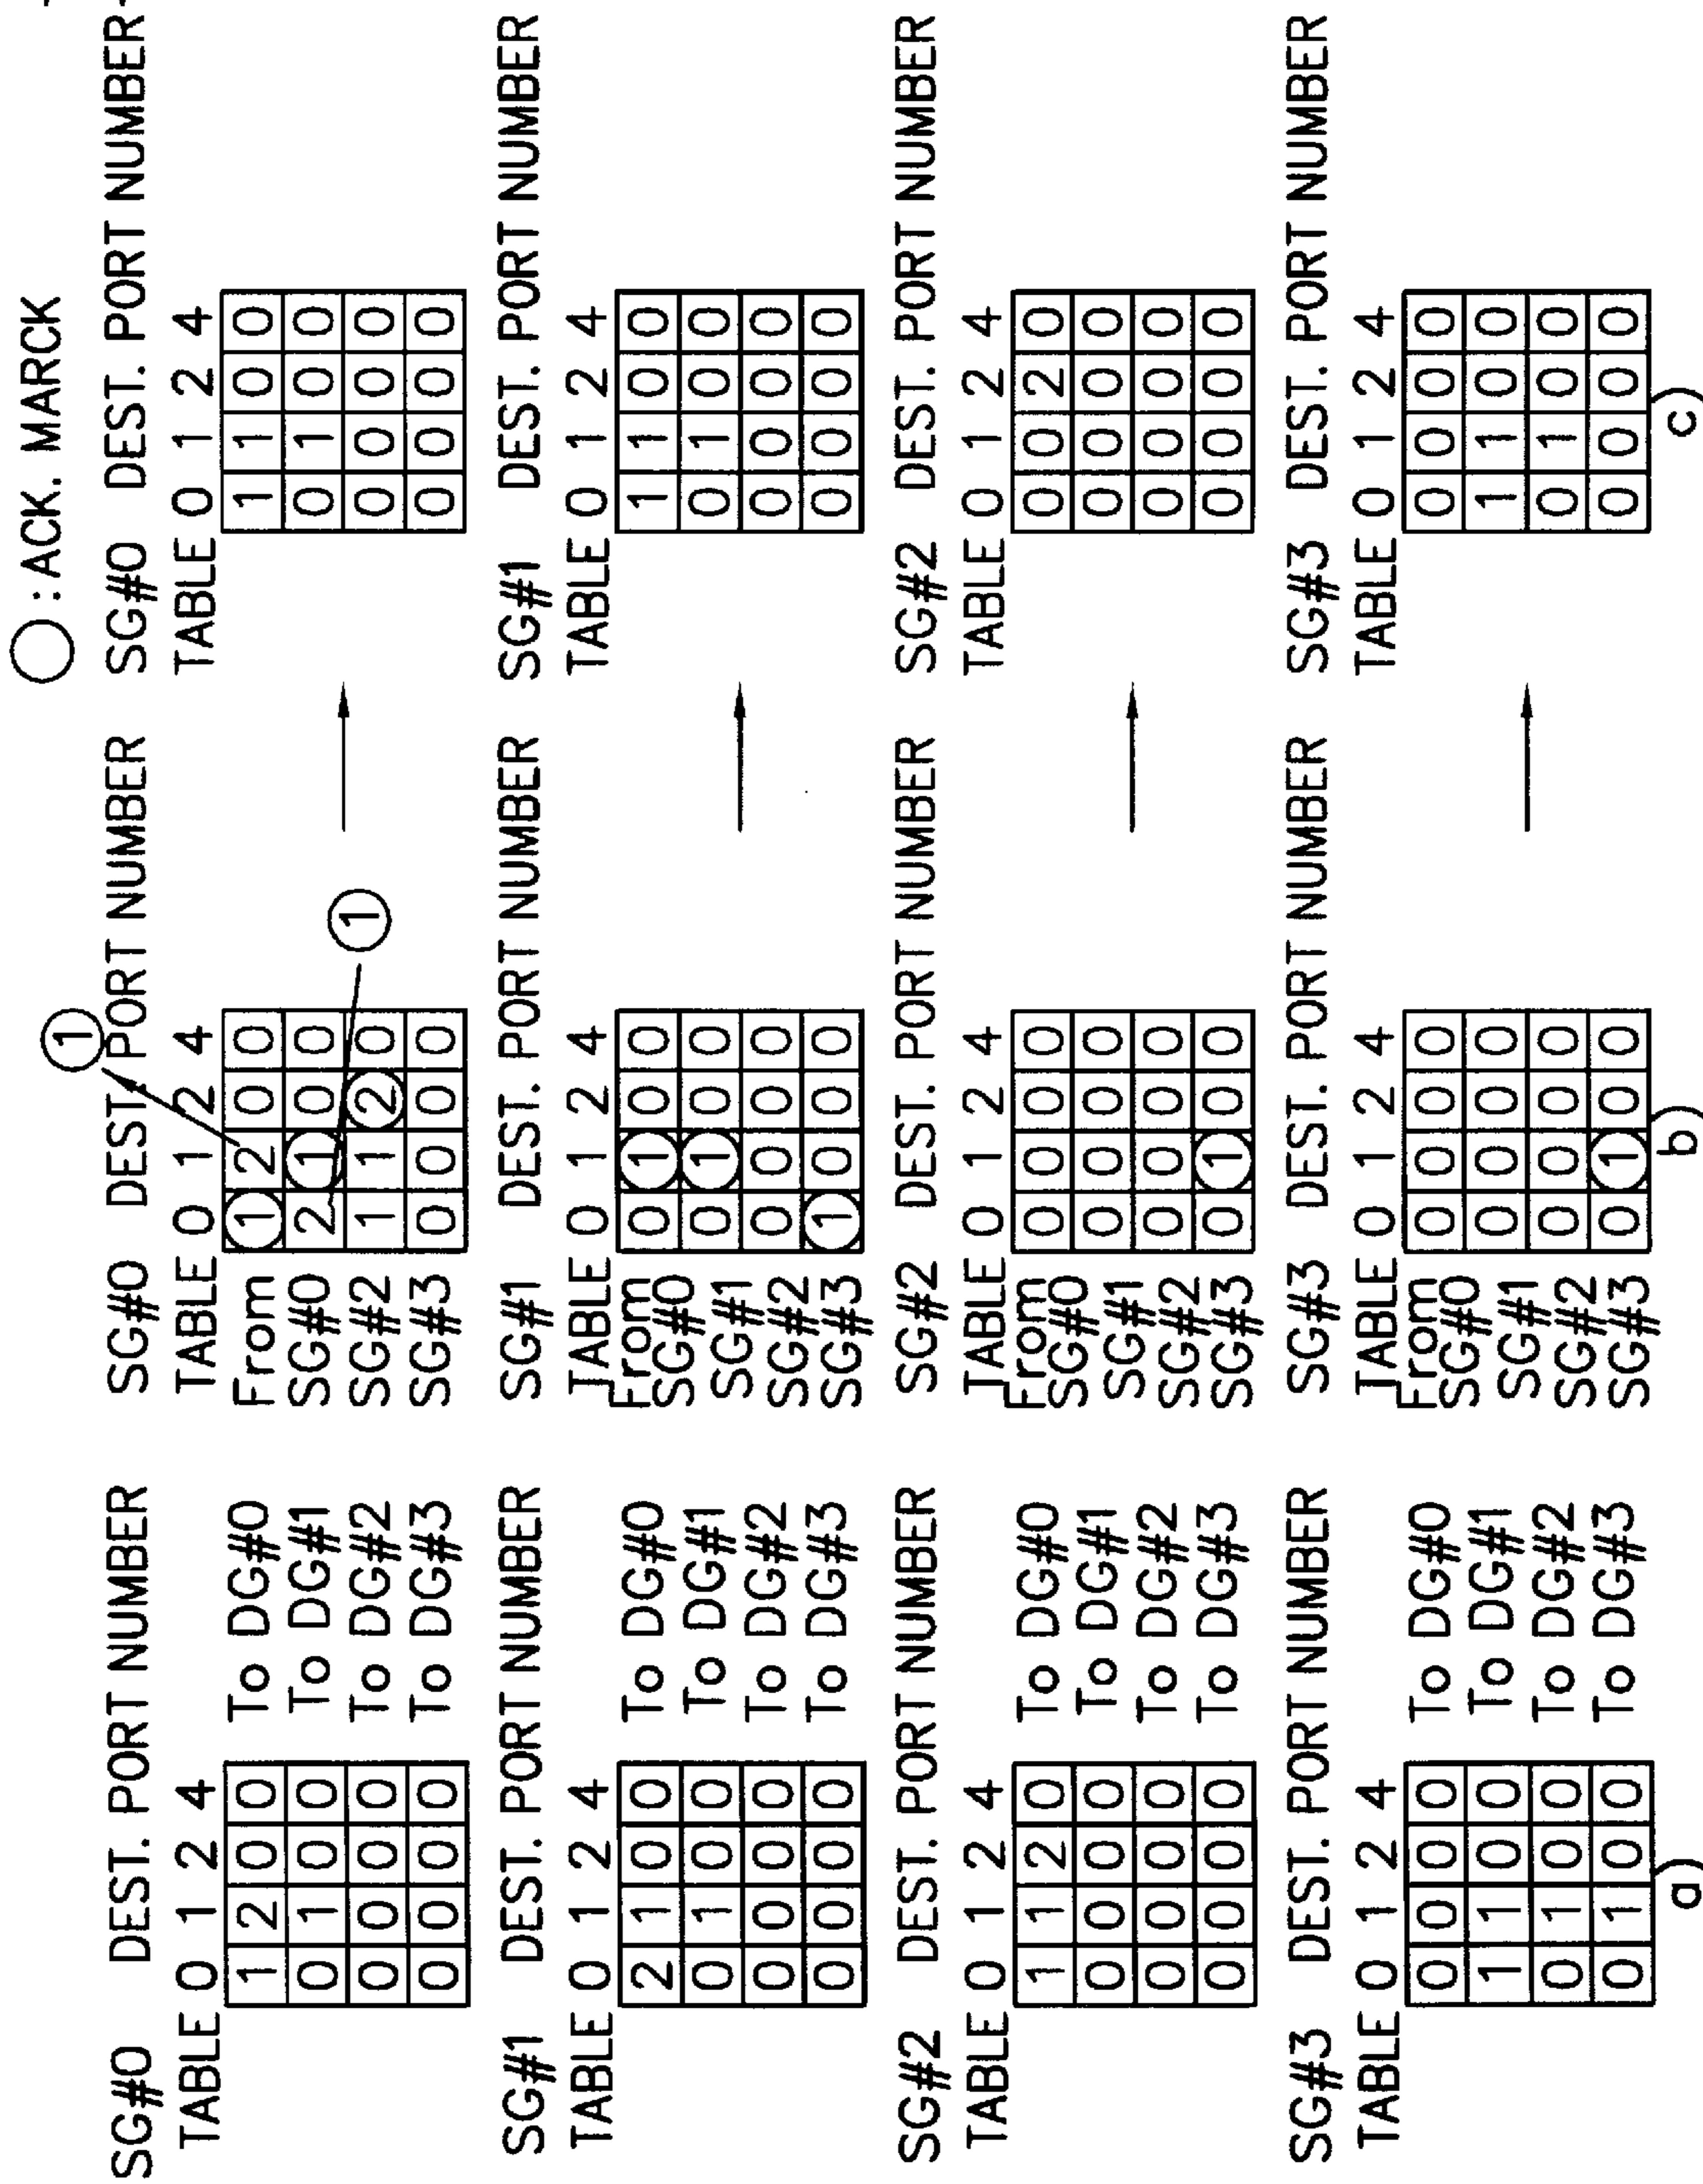 ○ : ACK. MARCK
SG#0 DEST. PORT NUMBER
TABLE 0 1 2 4
1 2 0 0 To DG#0
0 1 0 0 To DG#1
0 0 0 0 To DG#2
0 0 0 0 To DG#3
SG#1 DEST. PORT NUMBER
TABLE 0 1 2 4
2 1 0 0 To DG#0
0 1 0 0 To DG#1
0 0 0 0 To DG#2
0 0 0 0 To DG#3
SG#2 DEST. PORT NUMBER
TABLE 0 1 2 4
1 1 2 0 To DG#0
0 0 0 0 To DG#1
0 0 0 0 To DG#2
0 0 0 0 To DG#3
SG#3 DEST. PORT NUMBER
TABLE 0 1 2 4
0 0 0 0 To DG#0
1 1 0 0 To DG#1
0 1 0 0 To DG#2
0 1 0 0 To DG#3
a)
1
SG#0 DEST. PORT NUMBER
TABLE 0 1 2 4
From 1 2 0 0
SG#0 2 1 0 0
SG#2 1 1 2 0
SG#3 0 0 0 0
1
SG#1 DEST. PORT NUMBER
TABLE 0 1 2 4
From
SG#0 0 1 0 0
SG#1 0 1 0 0
SG#2 0 0 0 0
SG#3 1 0 0 0
SG#2 DEST. PORT NUMBER
TABLE 0 1 2 4
From
SG#0 0 0 0 0
SG#1 0 0 0 0
SG#2 0 0 0 0
SG#3 0 1 0 0
SG#3 DEST. PORT NUMBER
TABLE 0 1 2 4
From
SG#0 0 0 0 0
SG#1 0 0 0 0
SG#2 0 0 0 0
SG#3 0 1 0 0
b)
SG#0 DEST. PORT NUMBER
TABLE 0 1 2 4
1 1 0 0
0 1 0 0
0 0 0 0
0 0 0 0
SG#1 DEST. PORT NUMBER
TABLE 0 1 2 4
1 1 0 0
0 1 0 0
0 0 0 0
0 0 0 0
SG#2 DEST. PORT NUMBER
TABLE 0 1 2 4
0 0 2 0
0 0 0 0
0 0 0 0
0 0 0 0
SG#3 DEST. PORT NUMBER
TABLE 0 1 2 4
0 0 0 0
1 1 0 0
0 1 0 0
0 0 0 0
c)